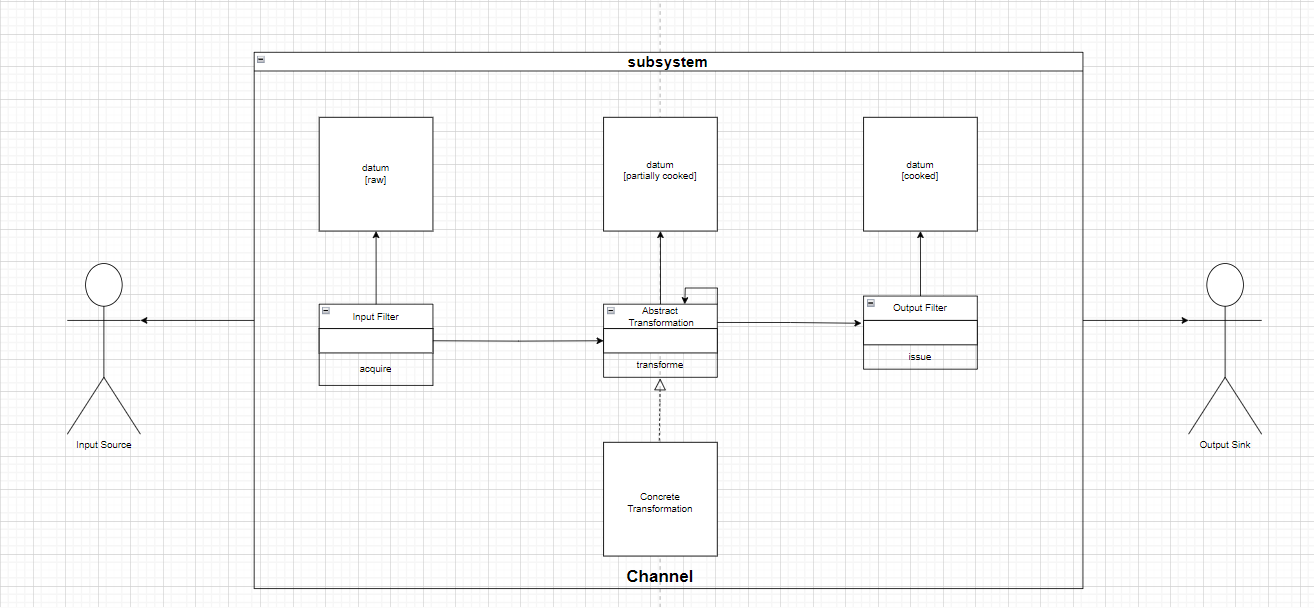 subsystem
datum
[raw]
datum
[partially cooked]
datum
[cooked]
Input Filter
acquire
Abstract
Transformation
transforme
Output Filter
issue
Input Source
Output Sink
Concrete
Transformation
Channel